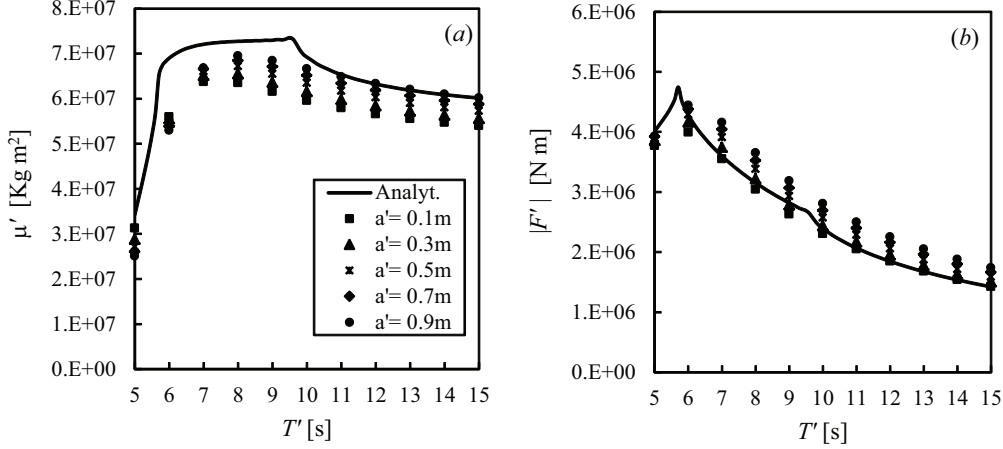 (a)
μ′ [Kg m²]
8.E+07
7.E+07
6.E+07
5.E+07
4.E+07
3.E+07
2.E+07
1.E+07
0.E+00
Analyt.
a'= 0.1m
a'= 0.3m
a'= 0.5m
a'= 0.7m
a'= 0.9m
5 6 7 8 9 10 11 12 13 14 15
T′ [s]
(b)
|F′ | [N m]
6.E+06
5.E+06
4.E+06
3.E+06
2.E+06
1.E+06
0.E+00
5 6 7 8 9 10 11 12 13 14 15
T′ [s]